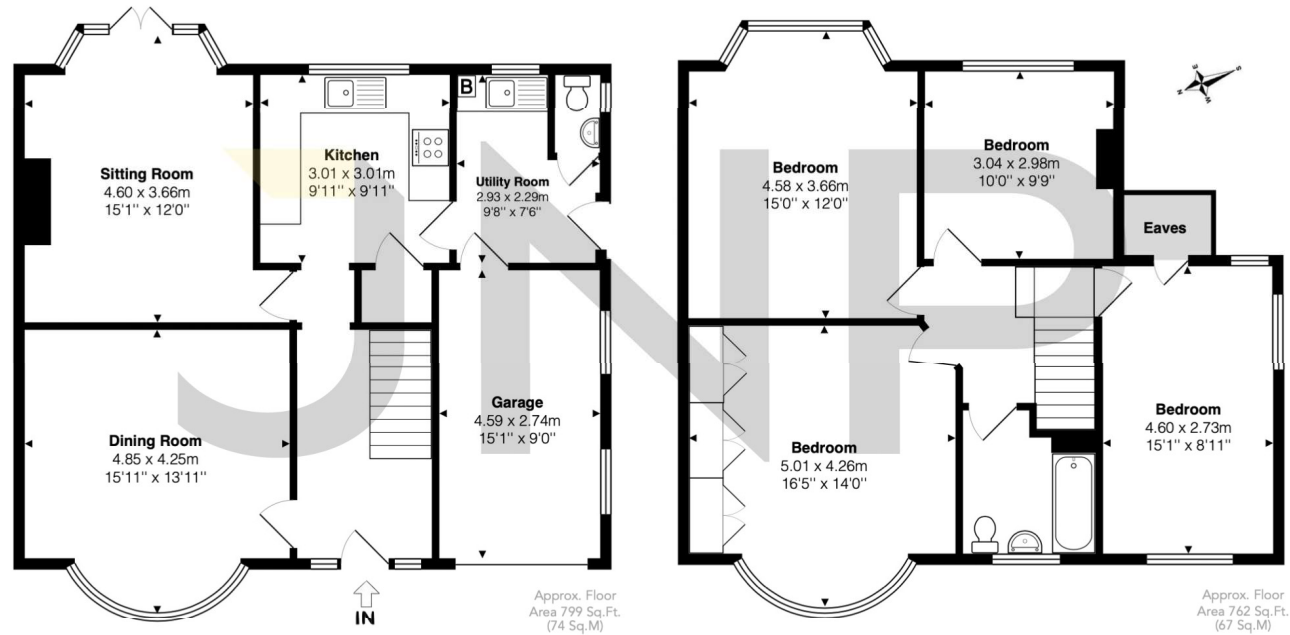 Sitting Room
4.60 x 3.66m
15'1" x 12'0"
Kitchen
3.01 x 3.01m
9'11" x 9'11"
B
Utility Room
2.93 x 2.29m
9'8" x 7'6"
Dining Room
4.85 x 4.25m
15'11" x 13'11"
Garage
4.59 x 2.74m
15'1" x 9'0"
IN
Approx. Floor
Area 799 Sq.Ft.
(74 Sq.M)
Bedroom
4.58 x 3.66m
15'0" x 12'0"
Bedroom
3.04 x 2.98m
10'0" x 9'9"
Eaves
Bedroom
5.01 x 4.26m
16'5" x 14'0"
Bedroom
4.60 x 2.73m
15'1" x 8'11"
Approx. Floor
Area 762 Sq.Ft.
(67 Sq.M)
JNP
N
E
S
W